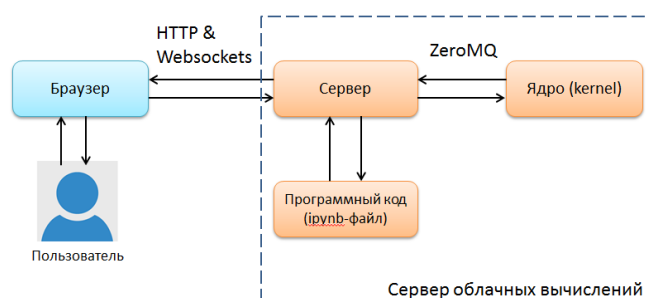 HTTP &
Websockets
ZeroMQ
Браузер
Сервер
Ядро (kernel)
Программный код
(ipynb-файл)
Пользователь
Сервер облачных вычислений